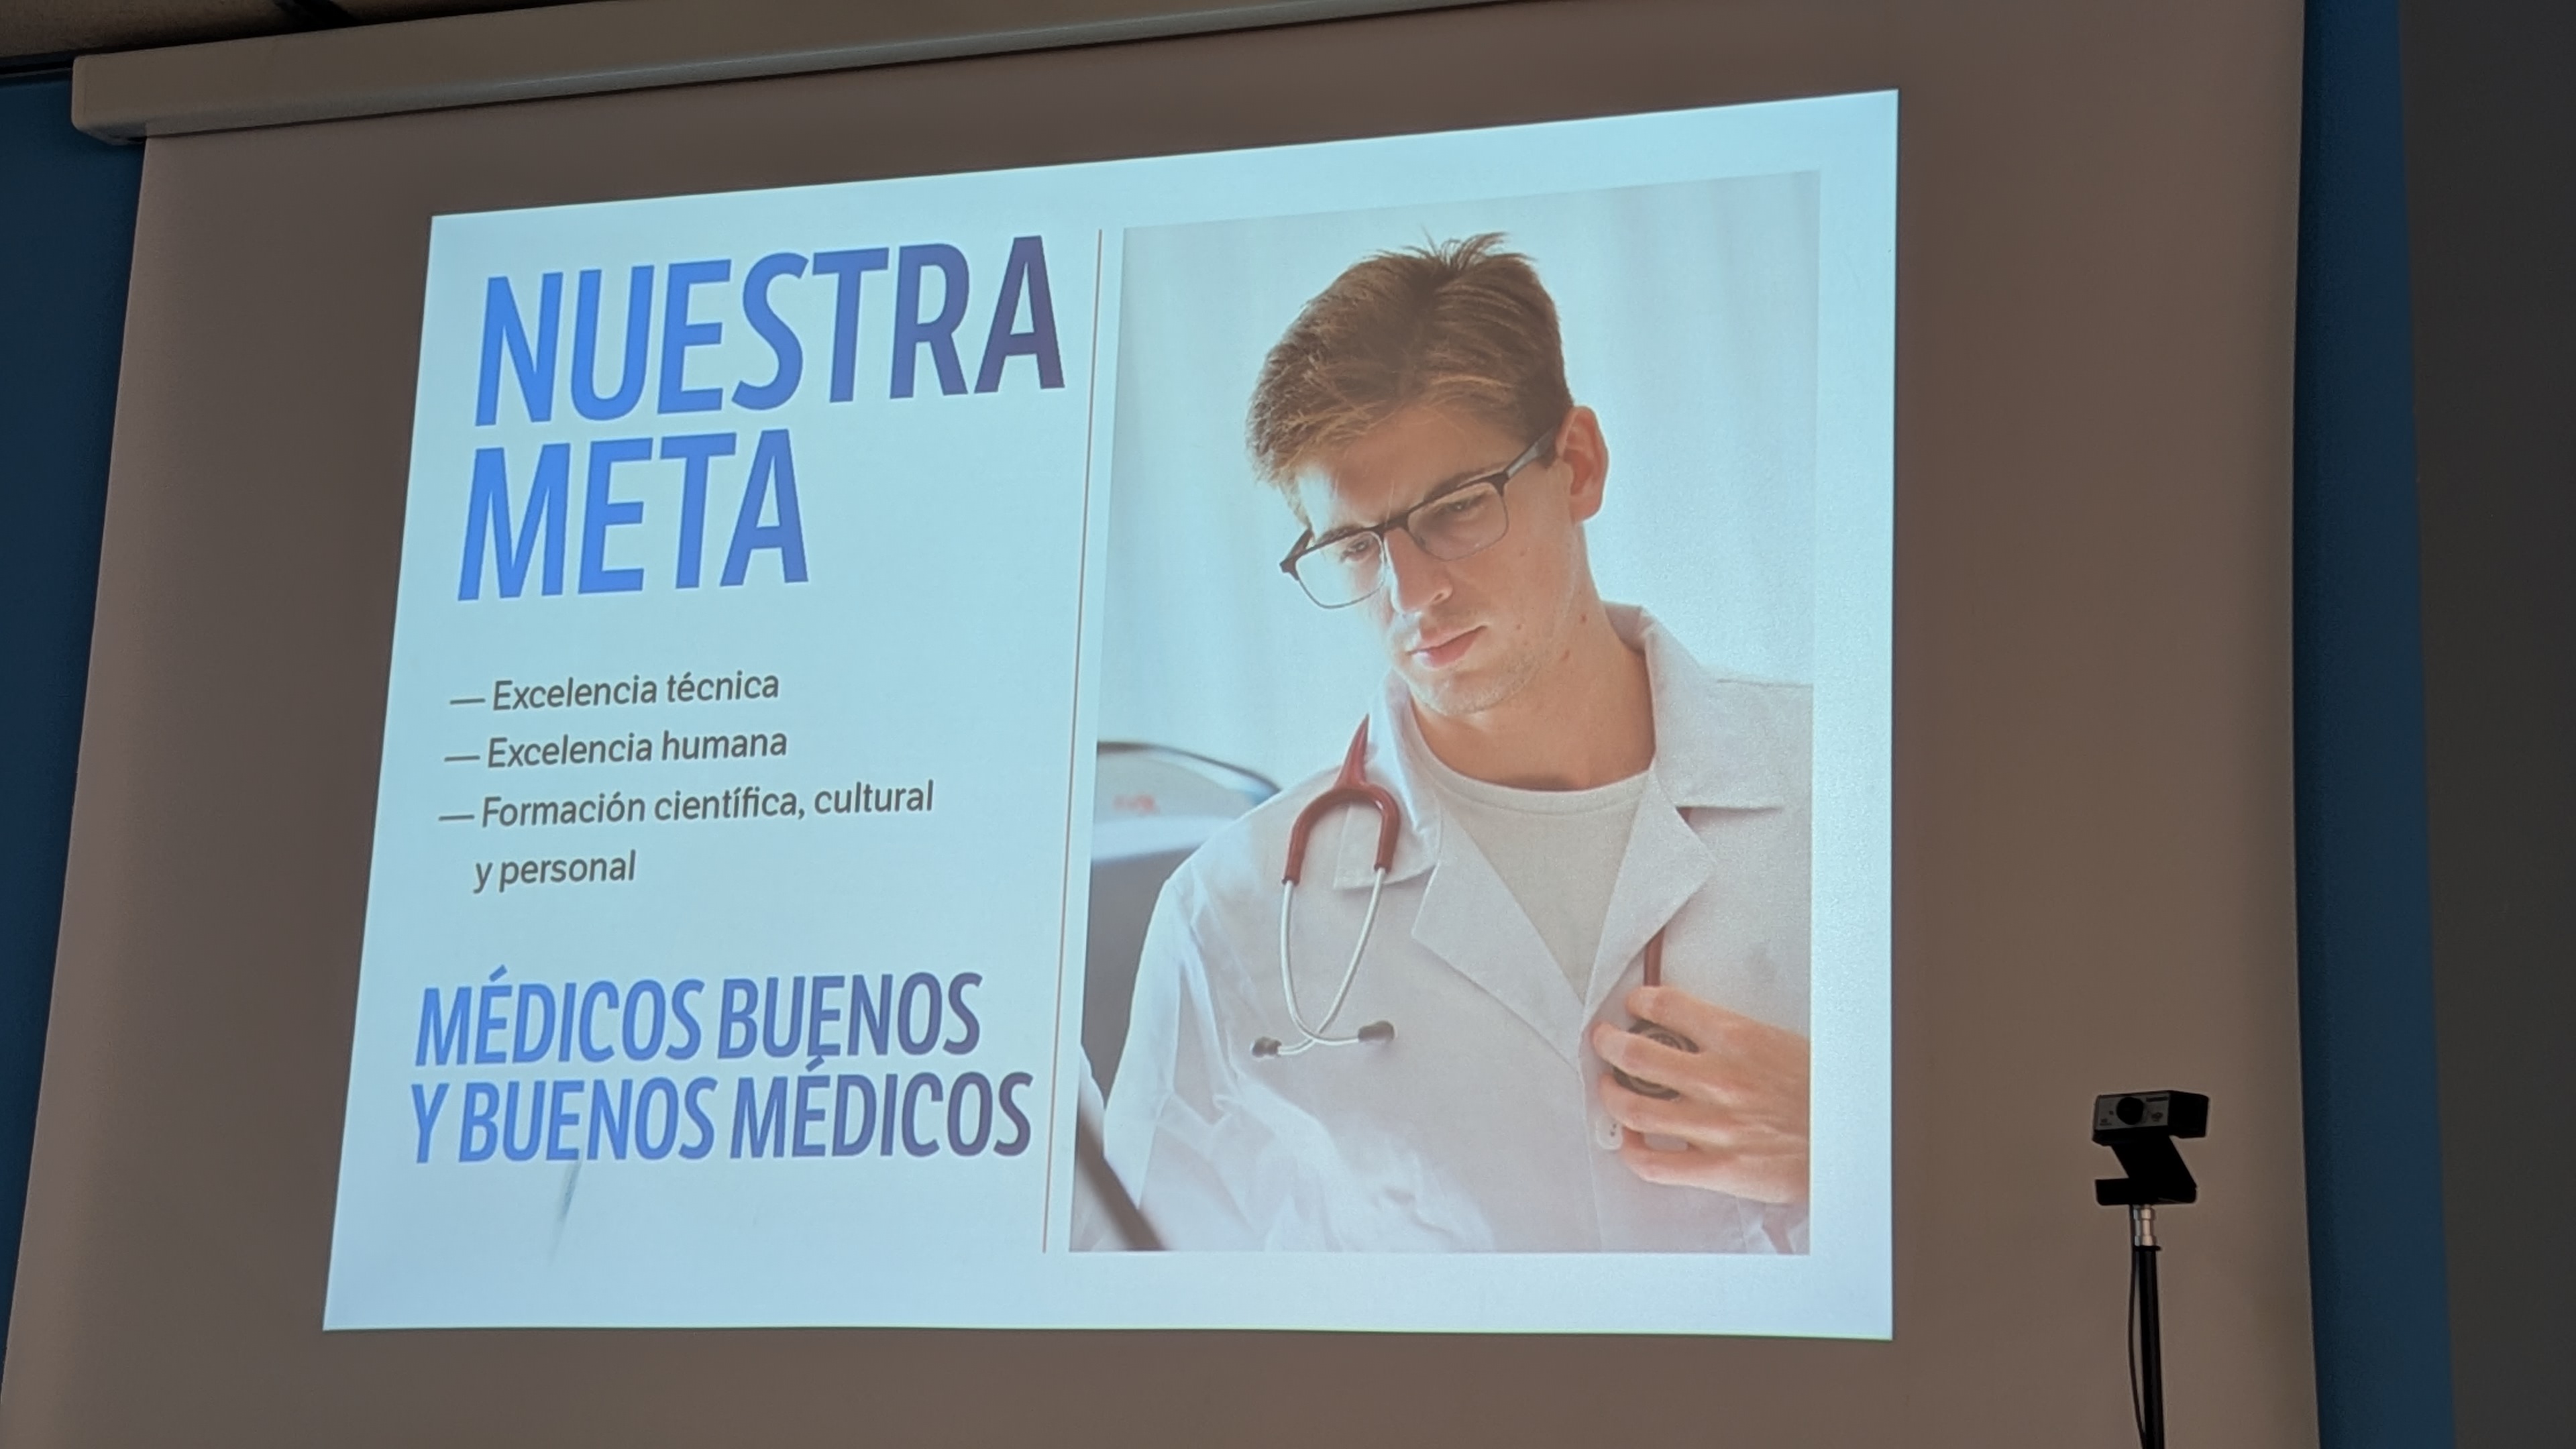 NUESTRA
META
— Excelencia técnica
— Excelencia humana
— Formación científica, cultural
y personal
MÉDICOS BUENOS
Y BUENOS MÉDICOS